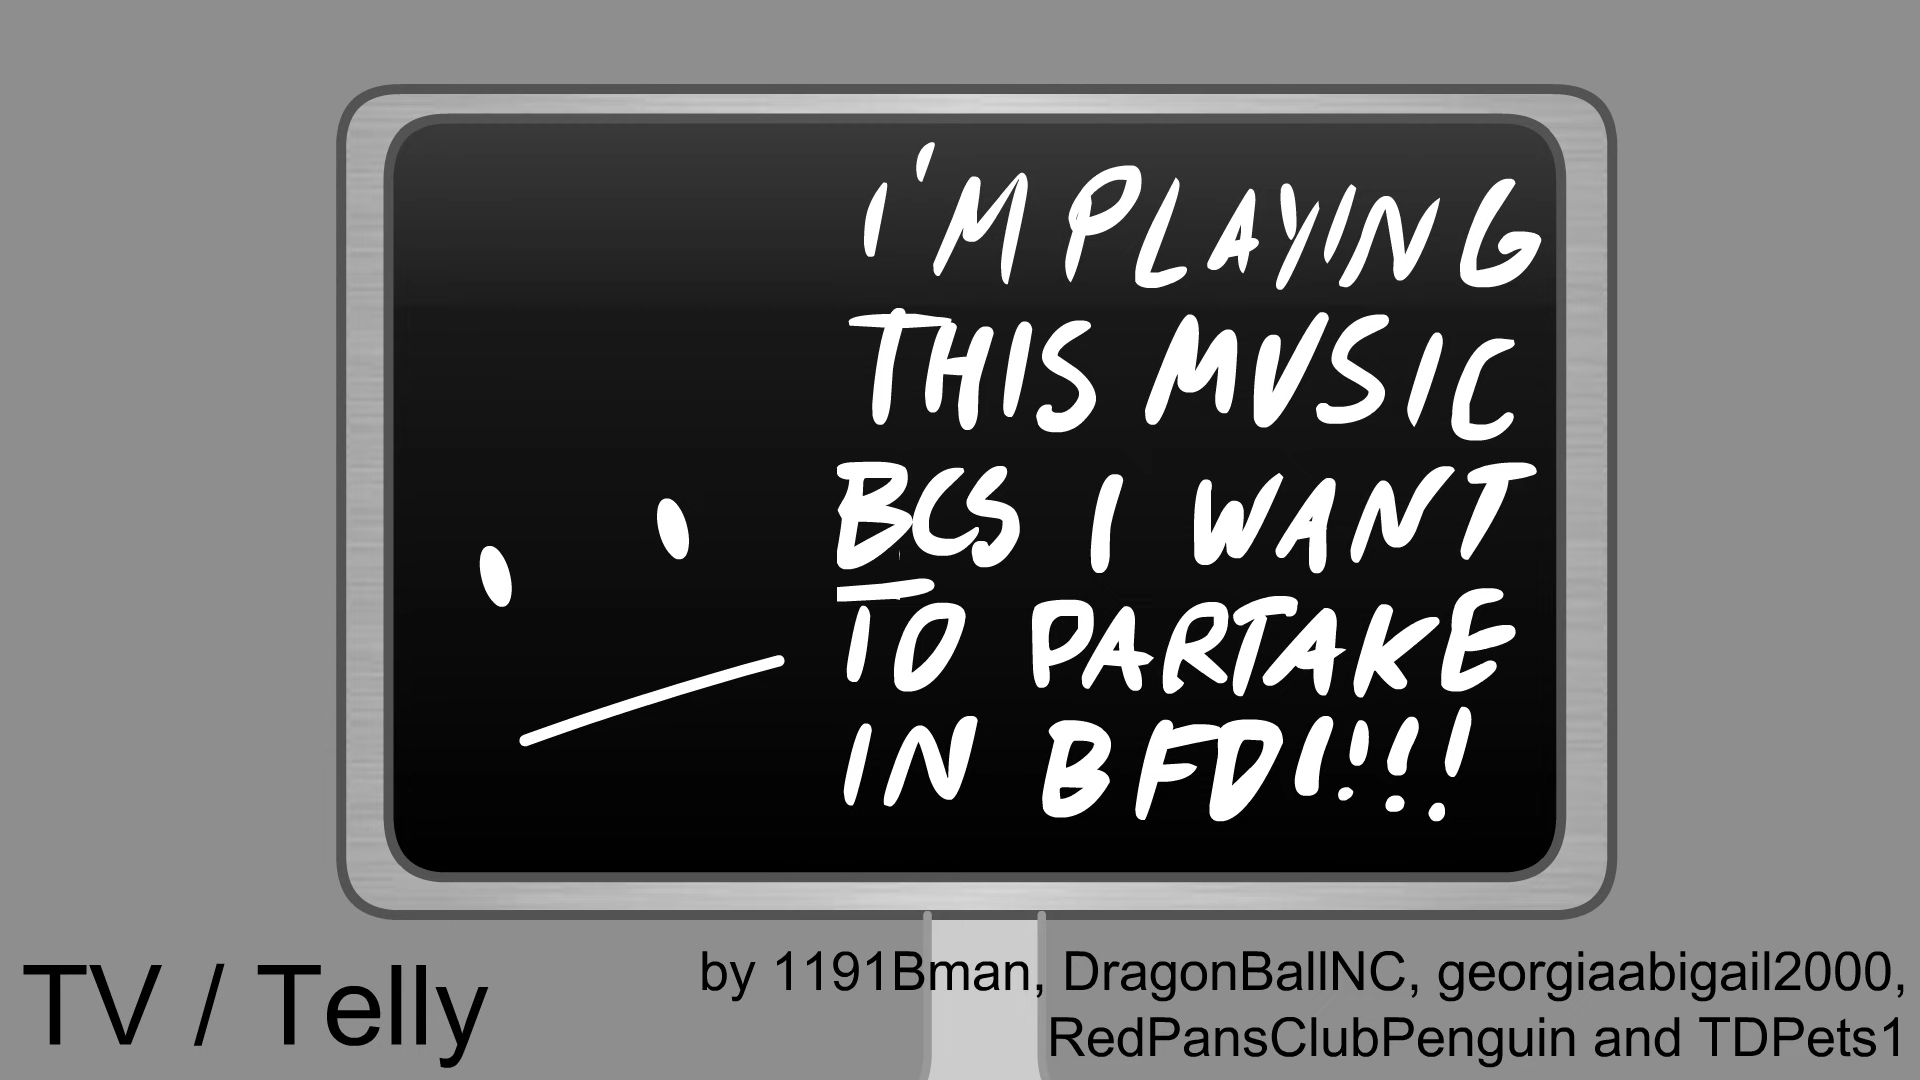 I'M PLAYING
THIS MUSIC
BCS I WANT
TO PARTAKE
IN BFDI!!!
TV / Telly
by 1191Bman, DragonBallNC, georgiaabigail2000,
RedPansClubPenguin and TDPets1